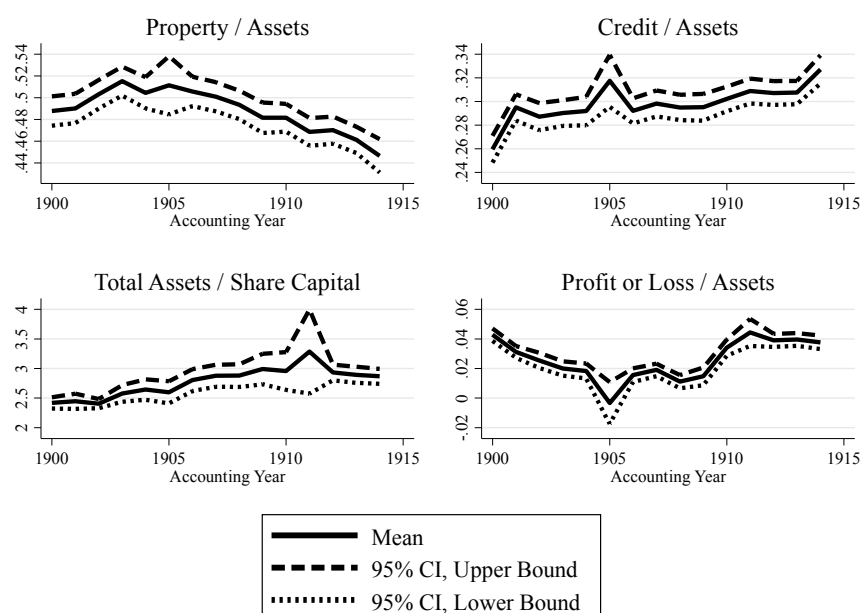 Property / Assets
.44.46.48.5.52.54
1900 1905 1910 1915
Accounting Year
Credit / Assets
.24.26.28.3.32.34
1900 1905 1910 1915
Accounting Year
Total Assets / Share Capital
2 2.5 3 3.5 4
1900 1905 1910 1915
Accounting Year
Profit or Loss / Assets
-.02 0 .02 .04 .06
1900 1905 1910 1915
Accounting Year
Mean
95% CI, Upper Bound
95% CI, Lower Bound